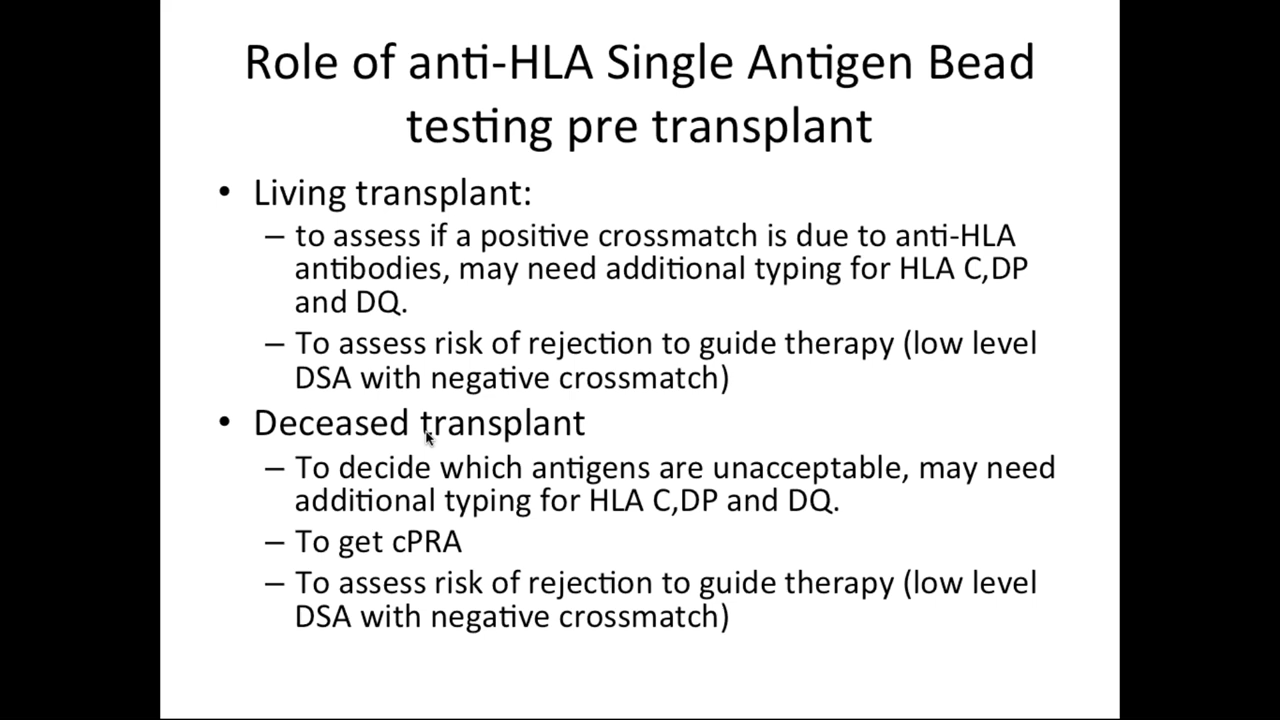 Role of anti-HLA Single Antigen Bead
testing pre transplant
• Living transplant:
– to assess if a positive crossmatch is due to anti-HLA
antibodies, may need additional typing for HLA C,DP
and DQ.
– To assess risk of rejection to guide therapy (low level
DSA with negative crossmatch)
• Deceased transplant
– To decide which antigens are unacceptable, may need
additional typing for HLA C,DP and DQ.
– To get cPRA
– To assess risk of rejection to guide therapy (low level
DSA with negative crossmatch)